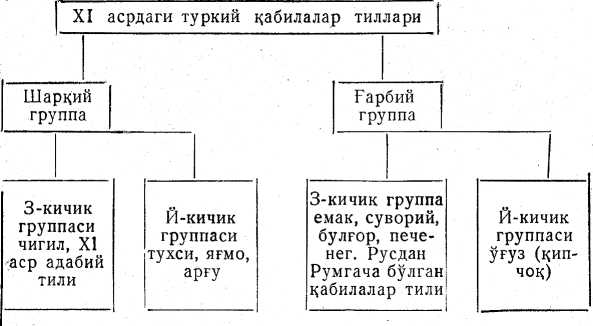 XI асрдаги туркий қабилалар тиллари
Шарқий
группа
Ғарбий
группа
З-кичик
группаси
чигил, X1
аср адабий
тили
Й-кичик
группаси
тухси, яғмо,
арғу
З-кичик группа
емак, суворий,
булғор, пече-
нег. Русдан
Румгача бўлган
қабилалар тили
Й-кичик
группаси
ўғуз (қип-
чоқ)